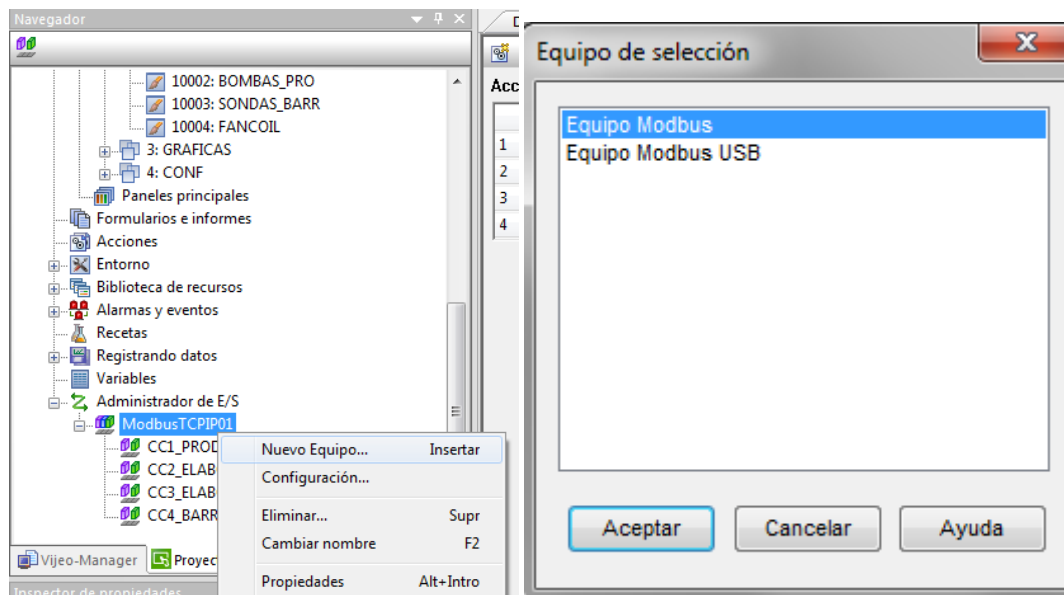 Navegador
10002: BOMBAS_PRO
10003: SONDAS_BARR
10004: FANCOIL
3: GRAFICAS
4: CONF
Paneles principales
Formularios e informes
Acciones
Entorno
Biblioteca de recursos
Alarmas y eventos
Recetas
Registrando datos
Variables
Administrador de E/S
ModbusTCPIP01
CC1_PROD
CC2_ELAB
CC3_ELAB
CC4_BARR
Vijeo-Manager
Proyec
Inspector de propiedades
Nuevo Equipo... Insertar
Configuración...
Eliminar... Supr
Cambiar nombre F2
Propiedades Alt+Intro
Acc
1
2
3
4
Equipo de selección
Equipo Modbus
Equipo Modbus USB
Aceptar Cancelar Ayuda